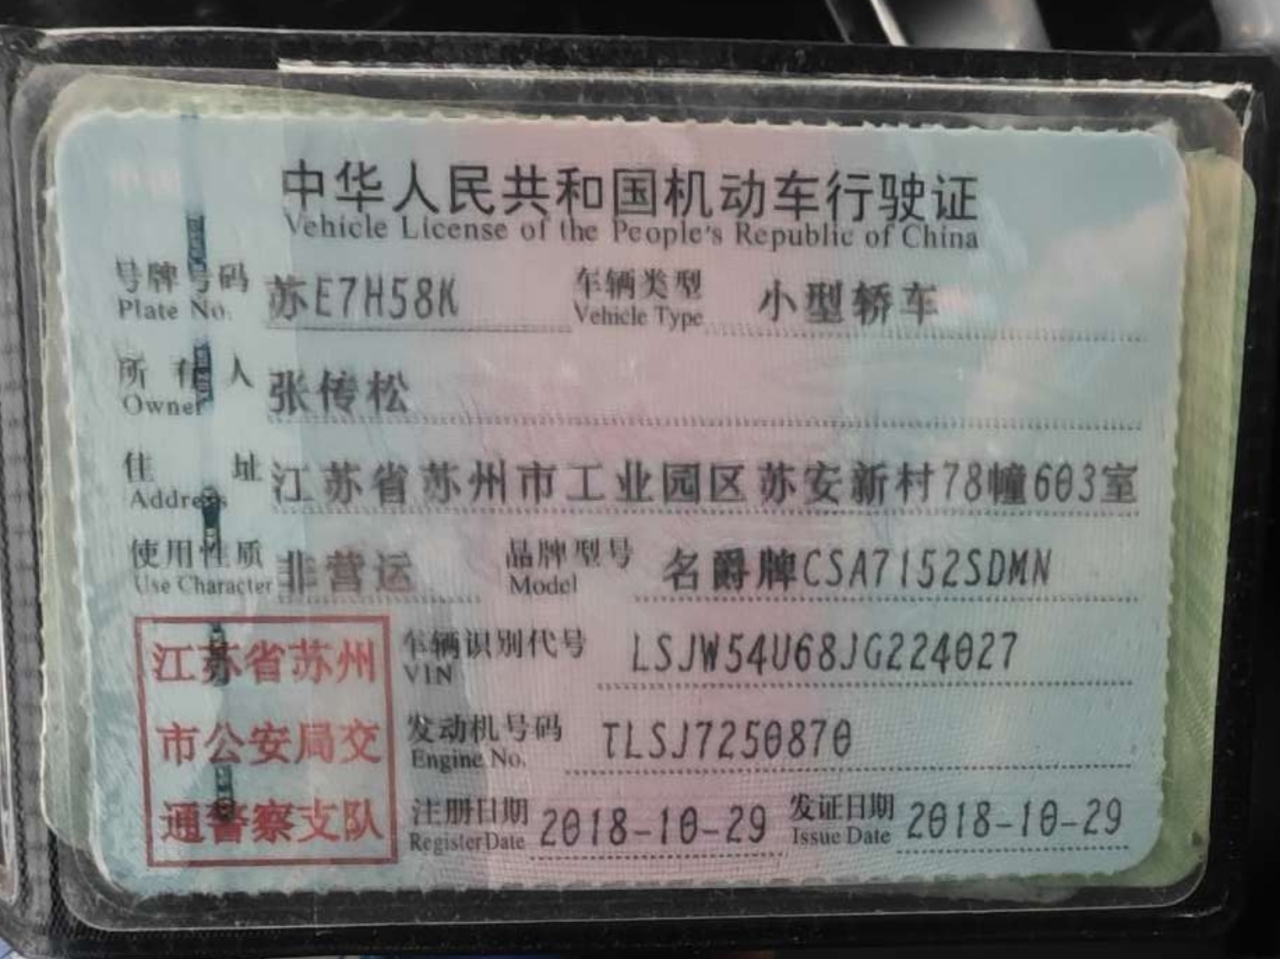 中华人民共和国机动车行驶证
Vehicle License of the People's Republic of China
号牌号码 苏E7H58K 车辆类型 小型轿车
Plate No. Vehicle Type
所有人 张传松
Owner
住址 江苏省苏州市工业园区苏安新村78幢603室
Address
使用性质 非营运 品牌型号 名爵牌CSA7152SDMN
Use Character Model
江苏省苏州 车辆识别代号 LSJW54U68JG224027
VIN
市公安局交 发动机号码 TLSJ7250870
Engine No.
通警察支队 注册日期 2018-10-29 发证日期 2018-10-29
Register Date Issue Date